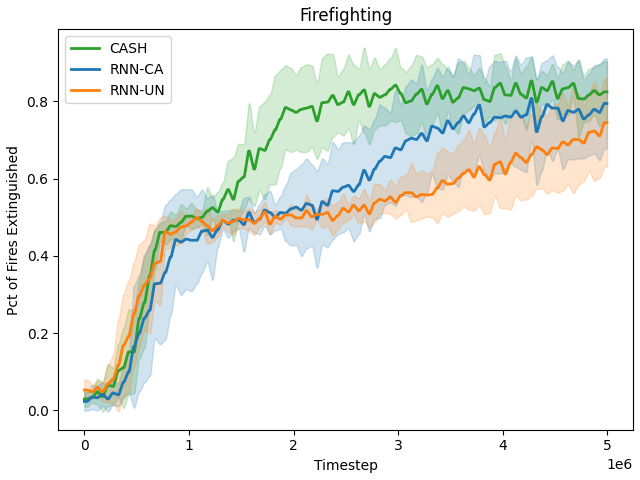 Firefighting
CASH
RNN-CA
RNN-UN
Pct of Fires Extinguished
0.8
0.6
0.4
0.2
0.0
0 1 2 3 4 5
1e6
Timestep